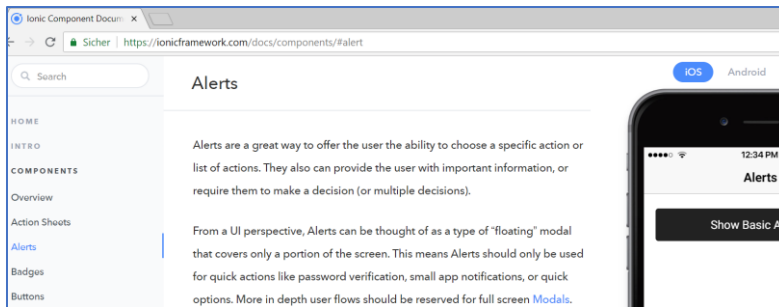 Ionic Component Docum
Sicher https://ionicframework.com/docs/components/#alert
Search
HOME
INTRO
COMPONENTS
Overview
Action Sheets
Alerts
Badges
Buttons
Alerts
Alerts are a great way to offer the user the ability to choose a specific action or
list of actions. They also can provide the user with important information, or
require them to make a decision (or multiple decisions).
From a UI perspective, Alerts can be thought of as a type of “floating” modal
that covers only a portion of the screen. This means Alerts should only be used
for quick actions like password verification, small app notifications, or quick
options. More in depth user flows should be reserved for full screen Modals.
iOS Android
12:34 PM
Alerts
Show Basic A